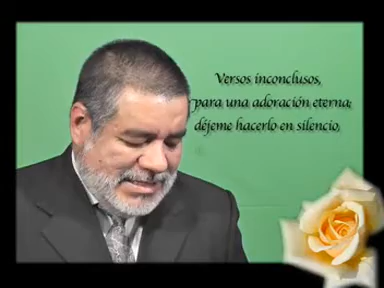 Versos inconclusos,
para una adoración eterna;
déjeme hacerlo en silencio,